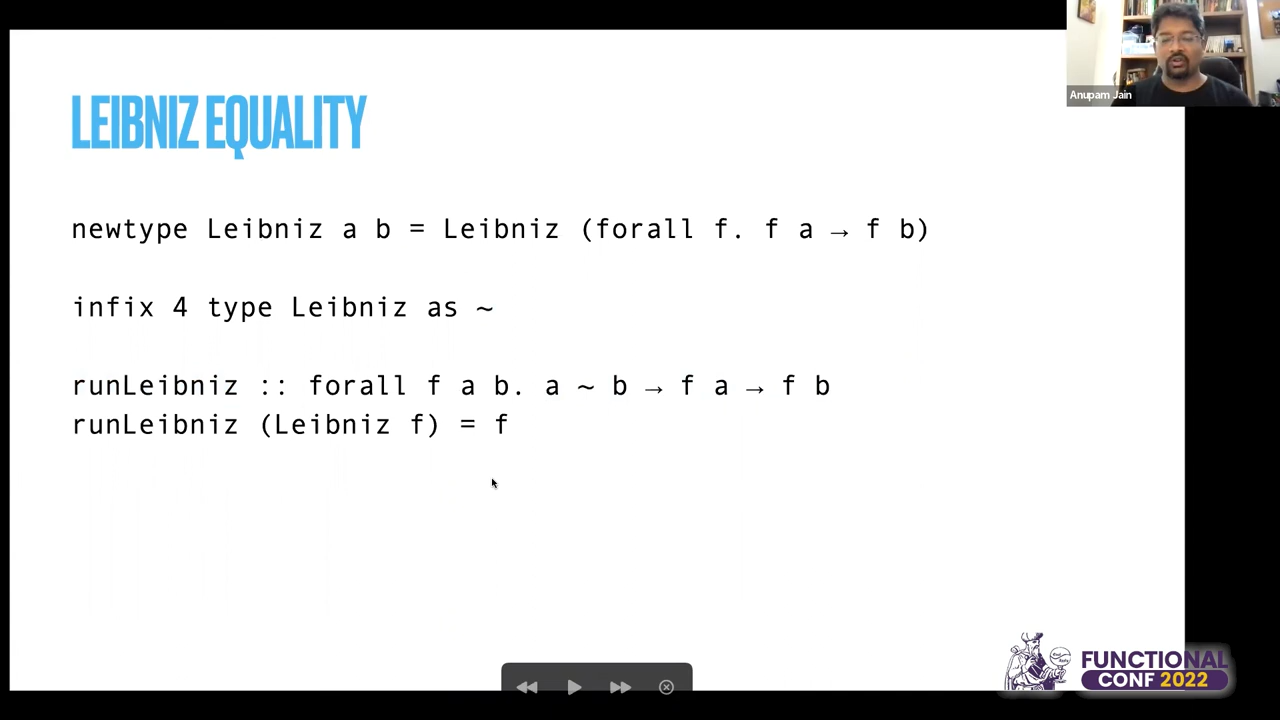 Anupam Jain
LEIBNIZ EQUALITY
newtype Leibniz a b = Leibniz (forall f. f a → f b)
infix 4 type Leibniz as ~
runLeibniz :: forall f a b. a ~ b → f a → f b
runLeibniz (Leibniz f) = f
FUNCTIONAL
CONF 2022